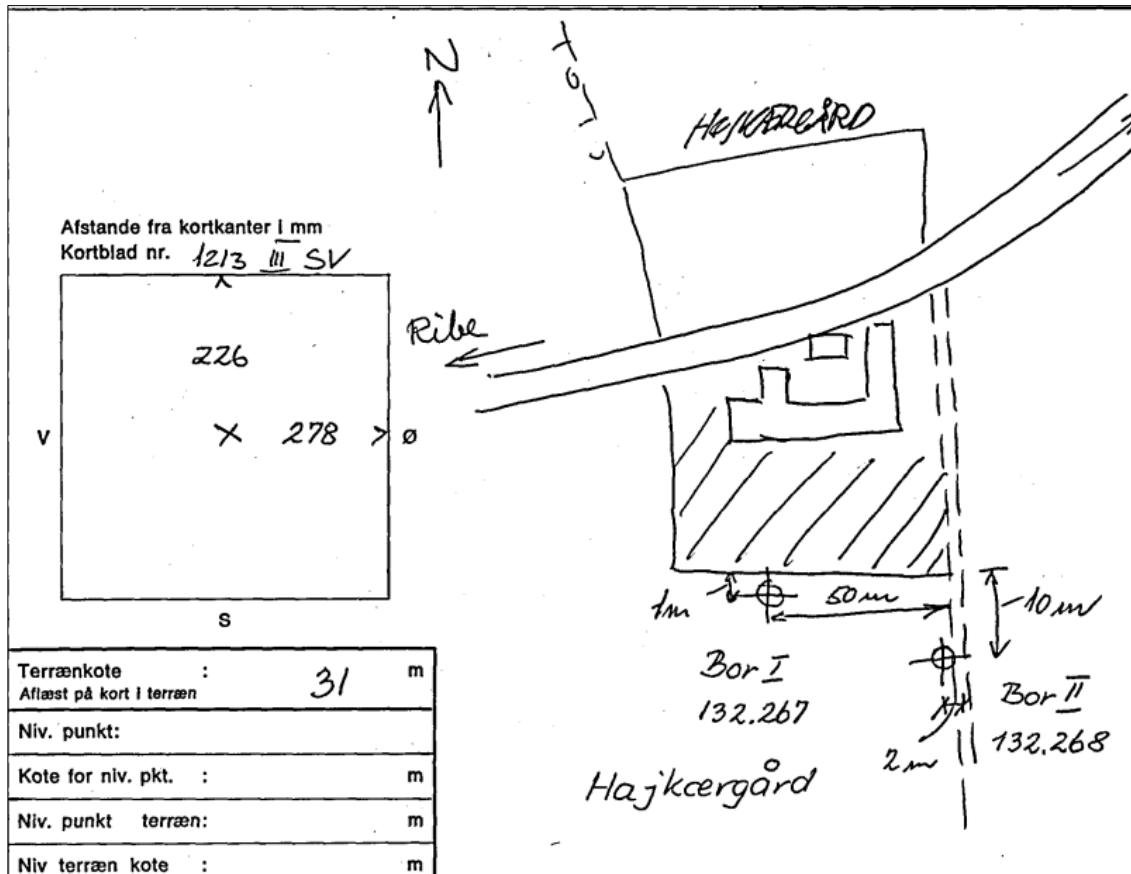 N
HAJKÆRGÅRD
Afstande fra kortkanter i mm
Kortblad nr. 1213 III SV
226
Ribe
V
278
Ø
S
1m
50m
10m
Bor I
132.267
Bor II
132.268
2m
Hajkærgård
Terrænkote : 31 m
Aflæst på kort i terræn
Niv. punkt:
Kote for niv. pkt. : m
Niv. punkt terræn: m
Niv terræn kote : m